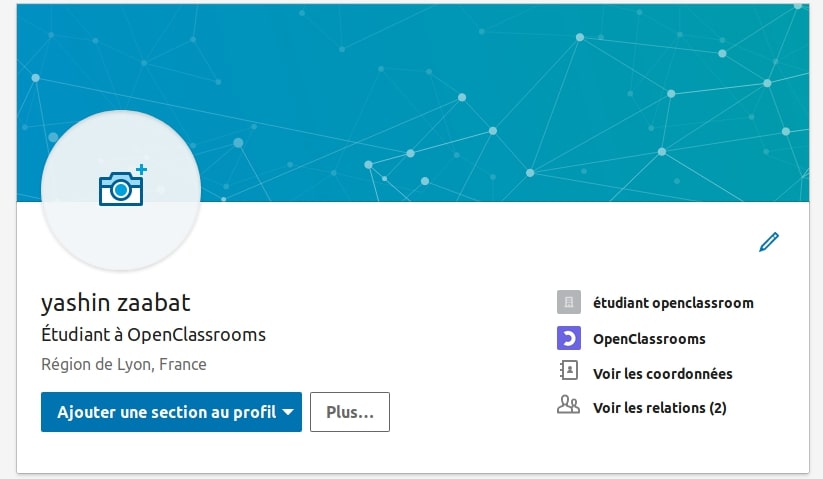 yashin zaabat
Étudiant à OpenClassrooms
Région de Lyon, France
Ajouter une section au profil
Plus...
étudiant openclassroom
OpenClassrooms
Voir les coordonnées
Voir les relations (2)